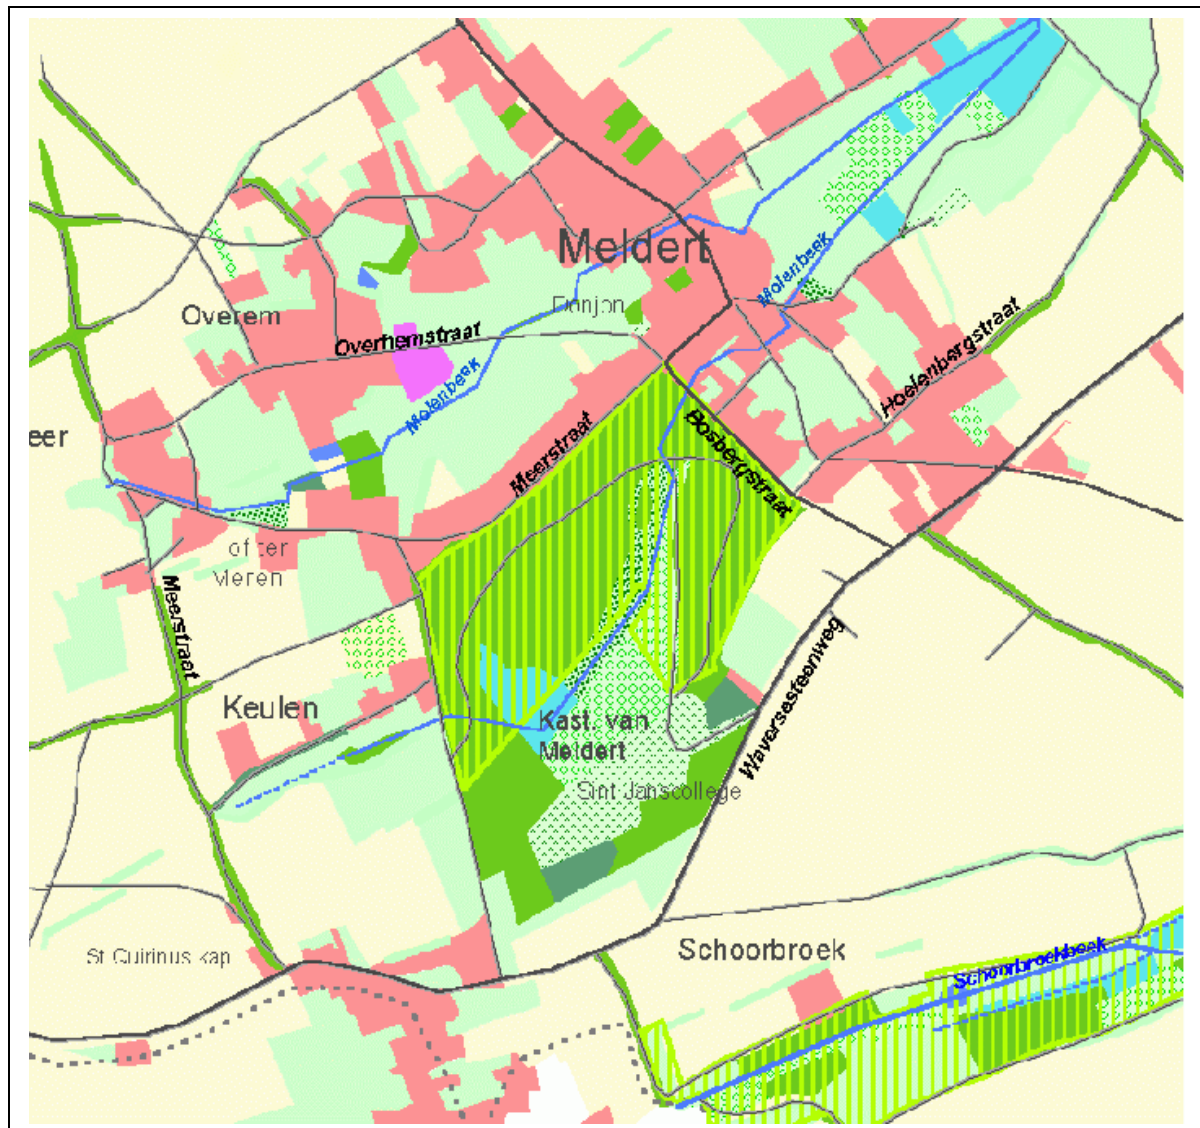 Meldert
Molenbeek
Donjon
Overem
Overhemstraat
Molenbeek
Hoelenbergstraat
eer
Meerstraat
Bosbergstraat
of ter
vieren
Meerstraat
Waversesteenweg
Keulen
Kast. van
Meldert
Sint Janscollege
St Quirinus kap
Schoorbroek
Schoorbroekbeek